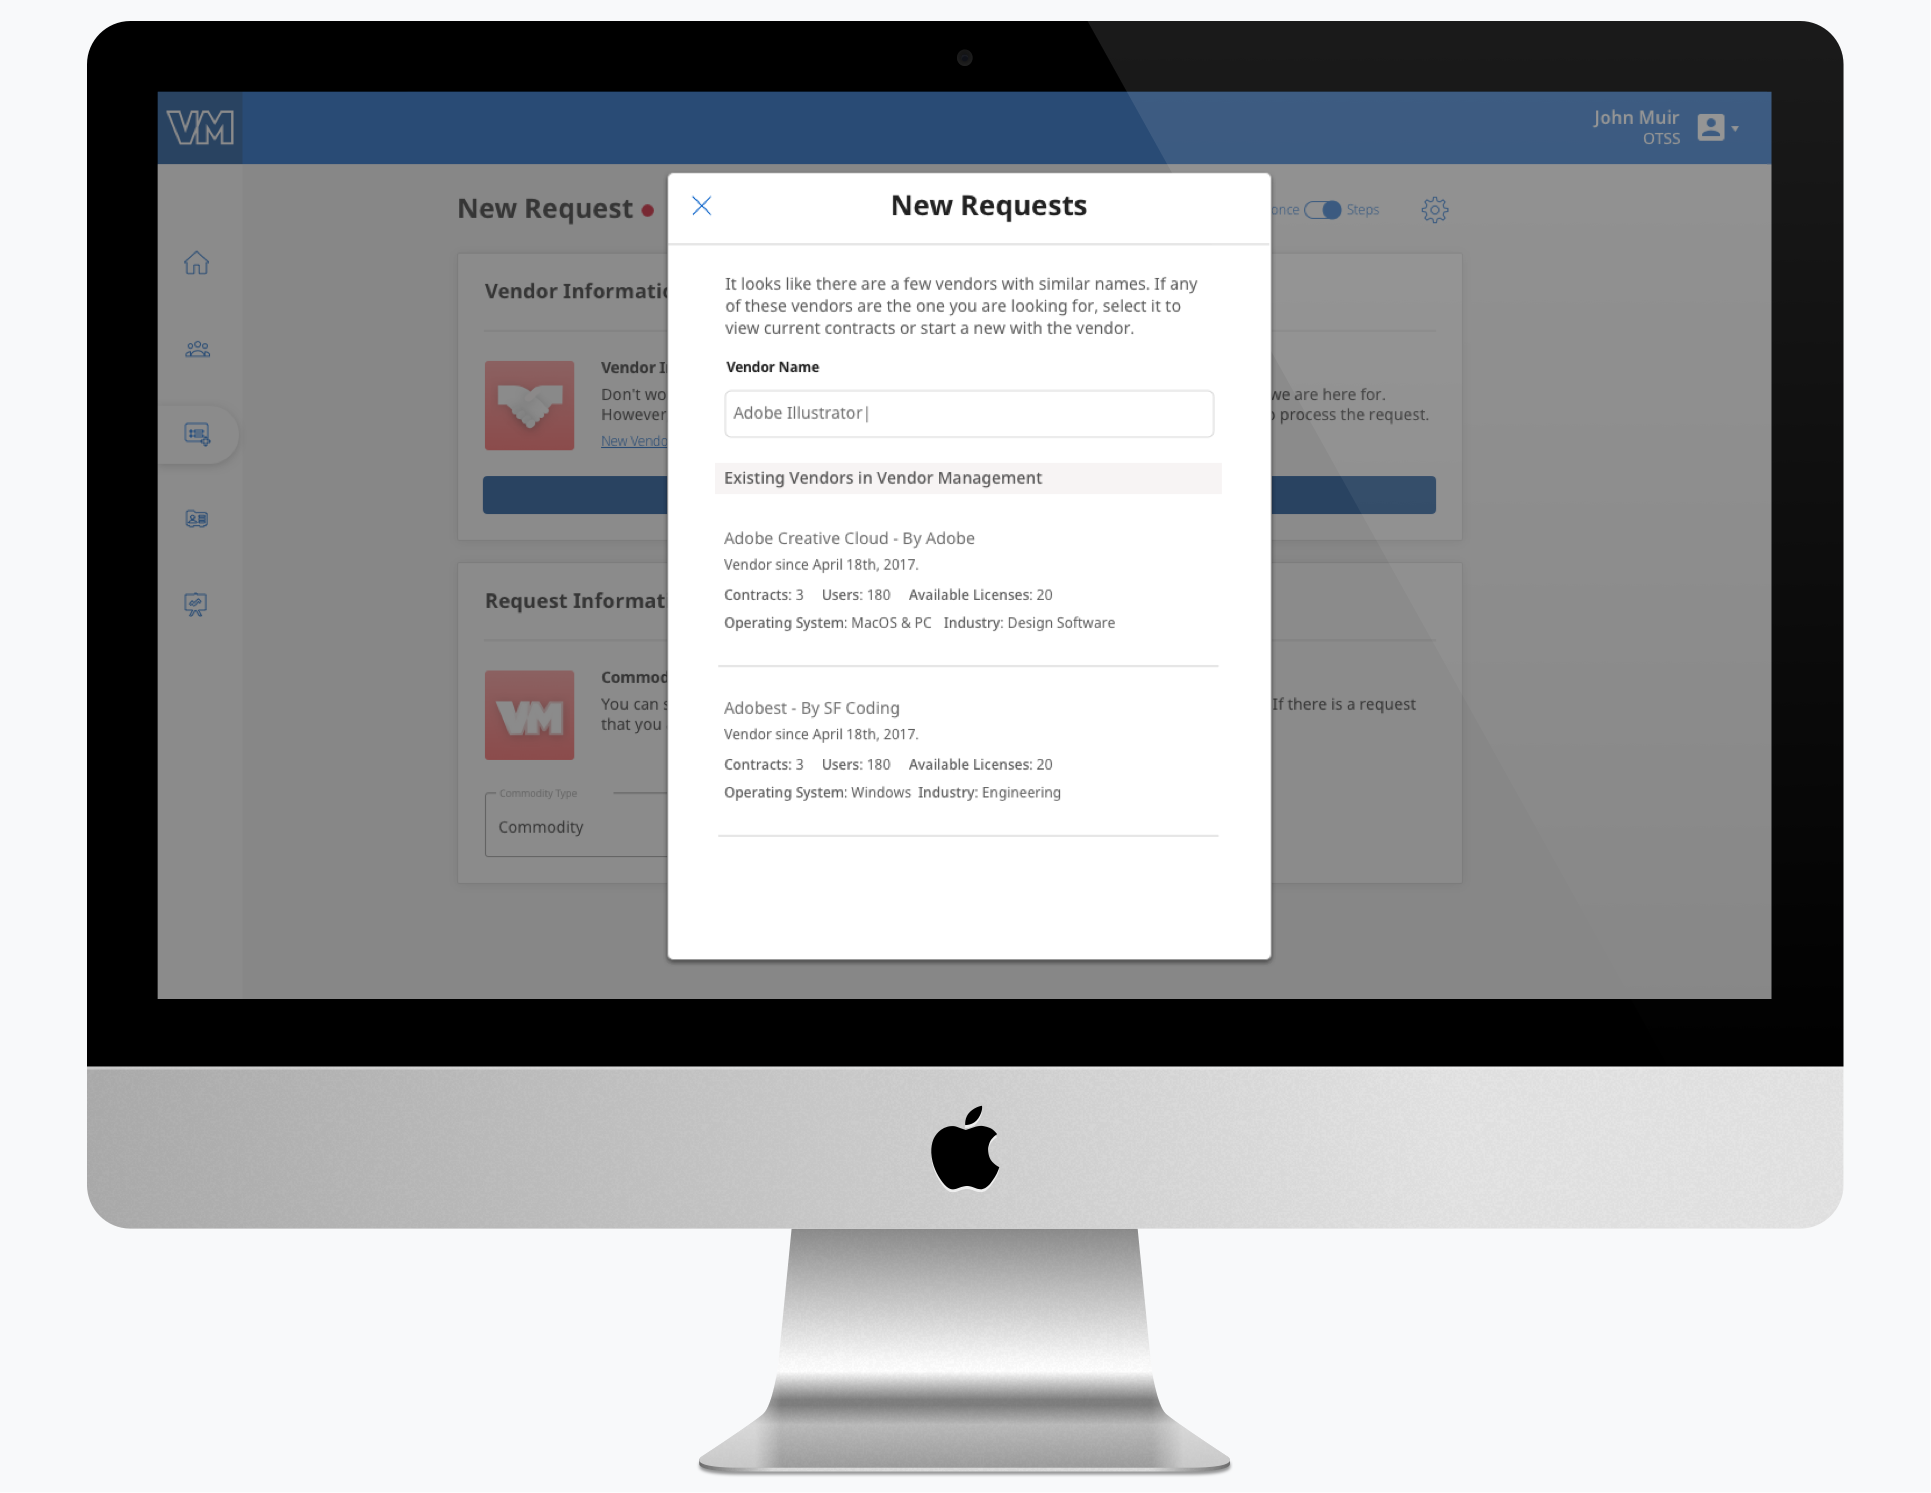 VM
John Muir
OTSS
New Request
once Steps
New Requests
It looks like there are a few vendors with similar names. If any
of these vendors are the one you are looking for, select it to
view current contracts or start a new with the vendor.
Vendor Name
Adobe Illustrator
Existing Vendors in Vendor Management
Adobe Creative Cloud - By Adobe
Vendor since April 18th, 2017.
Contracts: 3 Users: 180 Available Licenses: 20
Operating System: MacOS & PC Industry: Design Software
Adobest - By SF Coding
Vendor since April 18th, 2017.
Contracts: 3 Users: 180 Available Licenses: 20
Operating System: Windows Industry: Engineering
Vendor
Don't we are here for.
However process the request.
New
Request
VM
You can If there is a request
that you
Commodity Type
Commodity